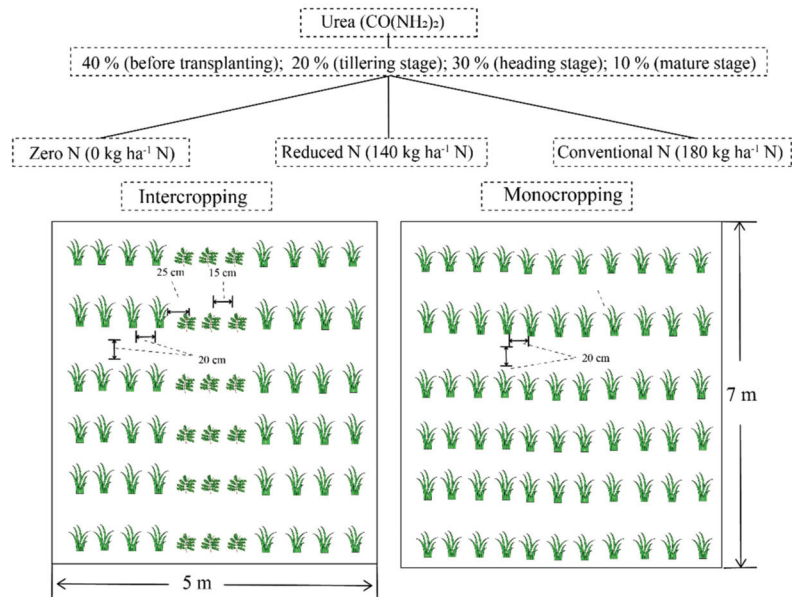 Urea (CO(NH₂)₂)
40 % (before transplanting); 20 % (tillering stage); 30 % (heading stage); 10 % (mature stage)
Zero N (0 kg ha⁻¹ N)
Reduced N (140 kg ha⁻¹ N)
Conventional N (180 kg ha⁻¹ N)
Intercropping
Monocropping
25 cm
15 cm
20 cm
20 cm
7 m
5 m